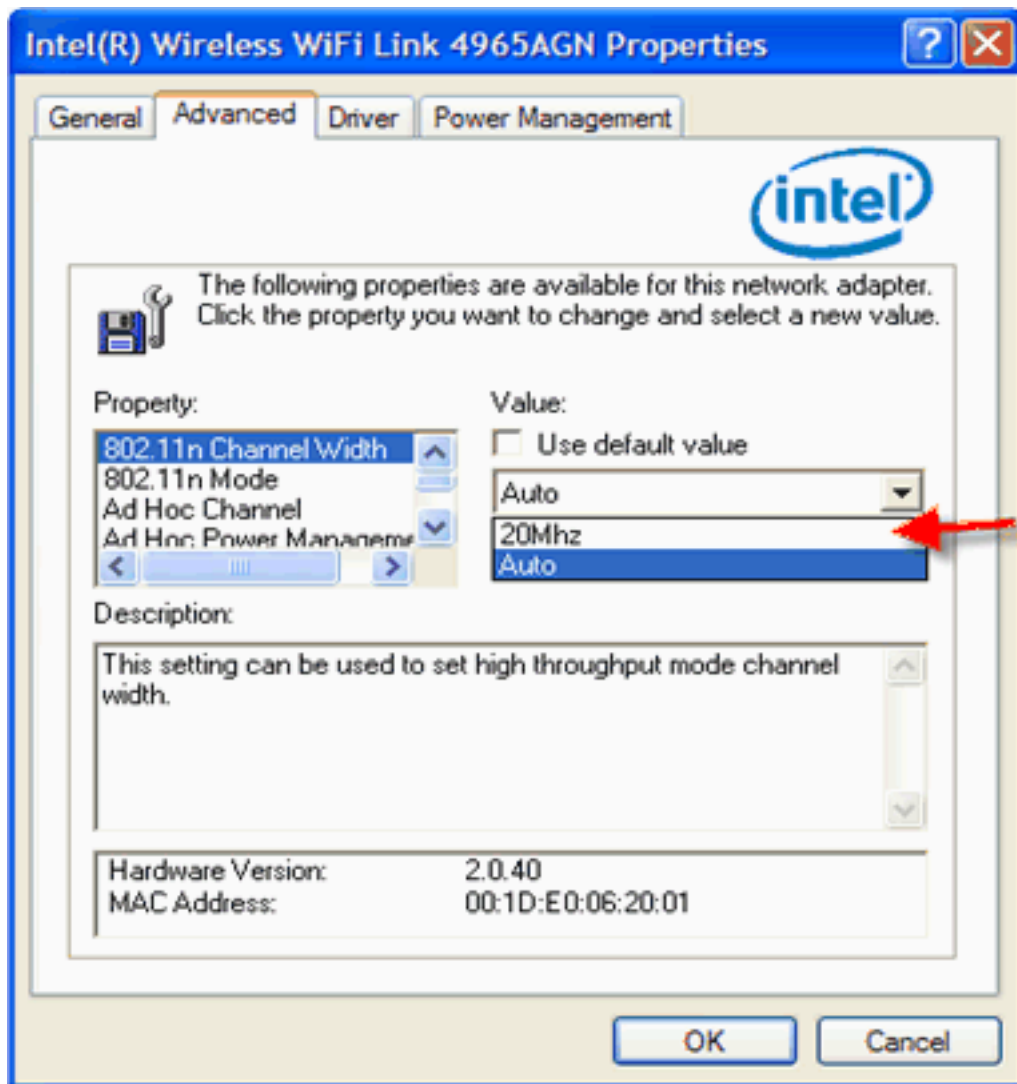 Intel(R) Wireless WiFi Link 4965AGN Properties
General Advanced Driver Power Management
intel
The following properties are available for this network adapter.
Click the property you want to change and select a new value.
Property:
802.11n Channel Width
802.11n Mode
Ad Hoc Channel
Ad Hoc Power Manageme
Value:
Use default value
Auto
20Mhz
Auto
Description:
This setting can be used to set high throughput mode channel
width.
Hardware Version: 2.0.40
MAC Address: 00:1D:E0:06:20:01
OK Cancel